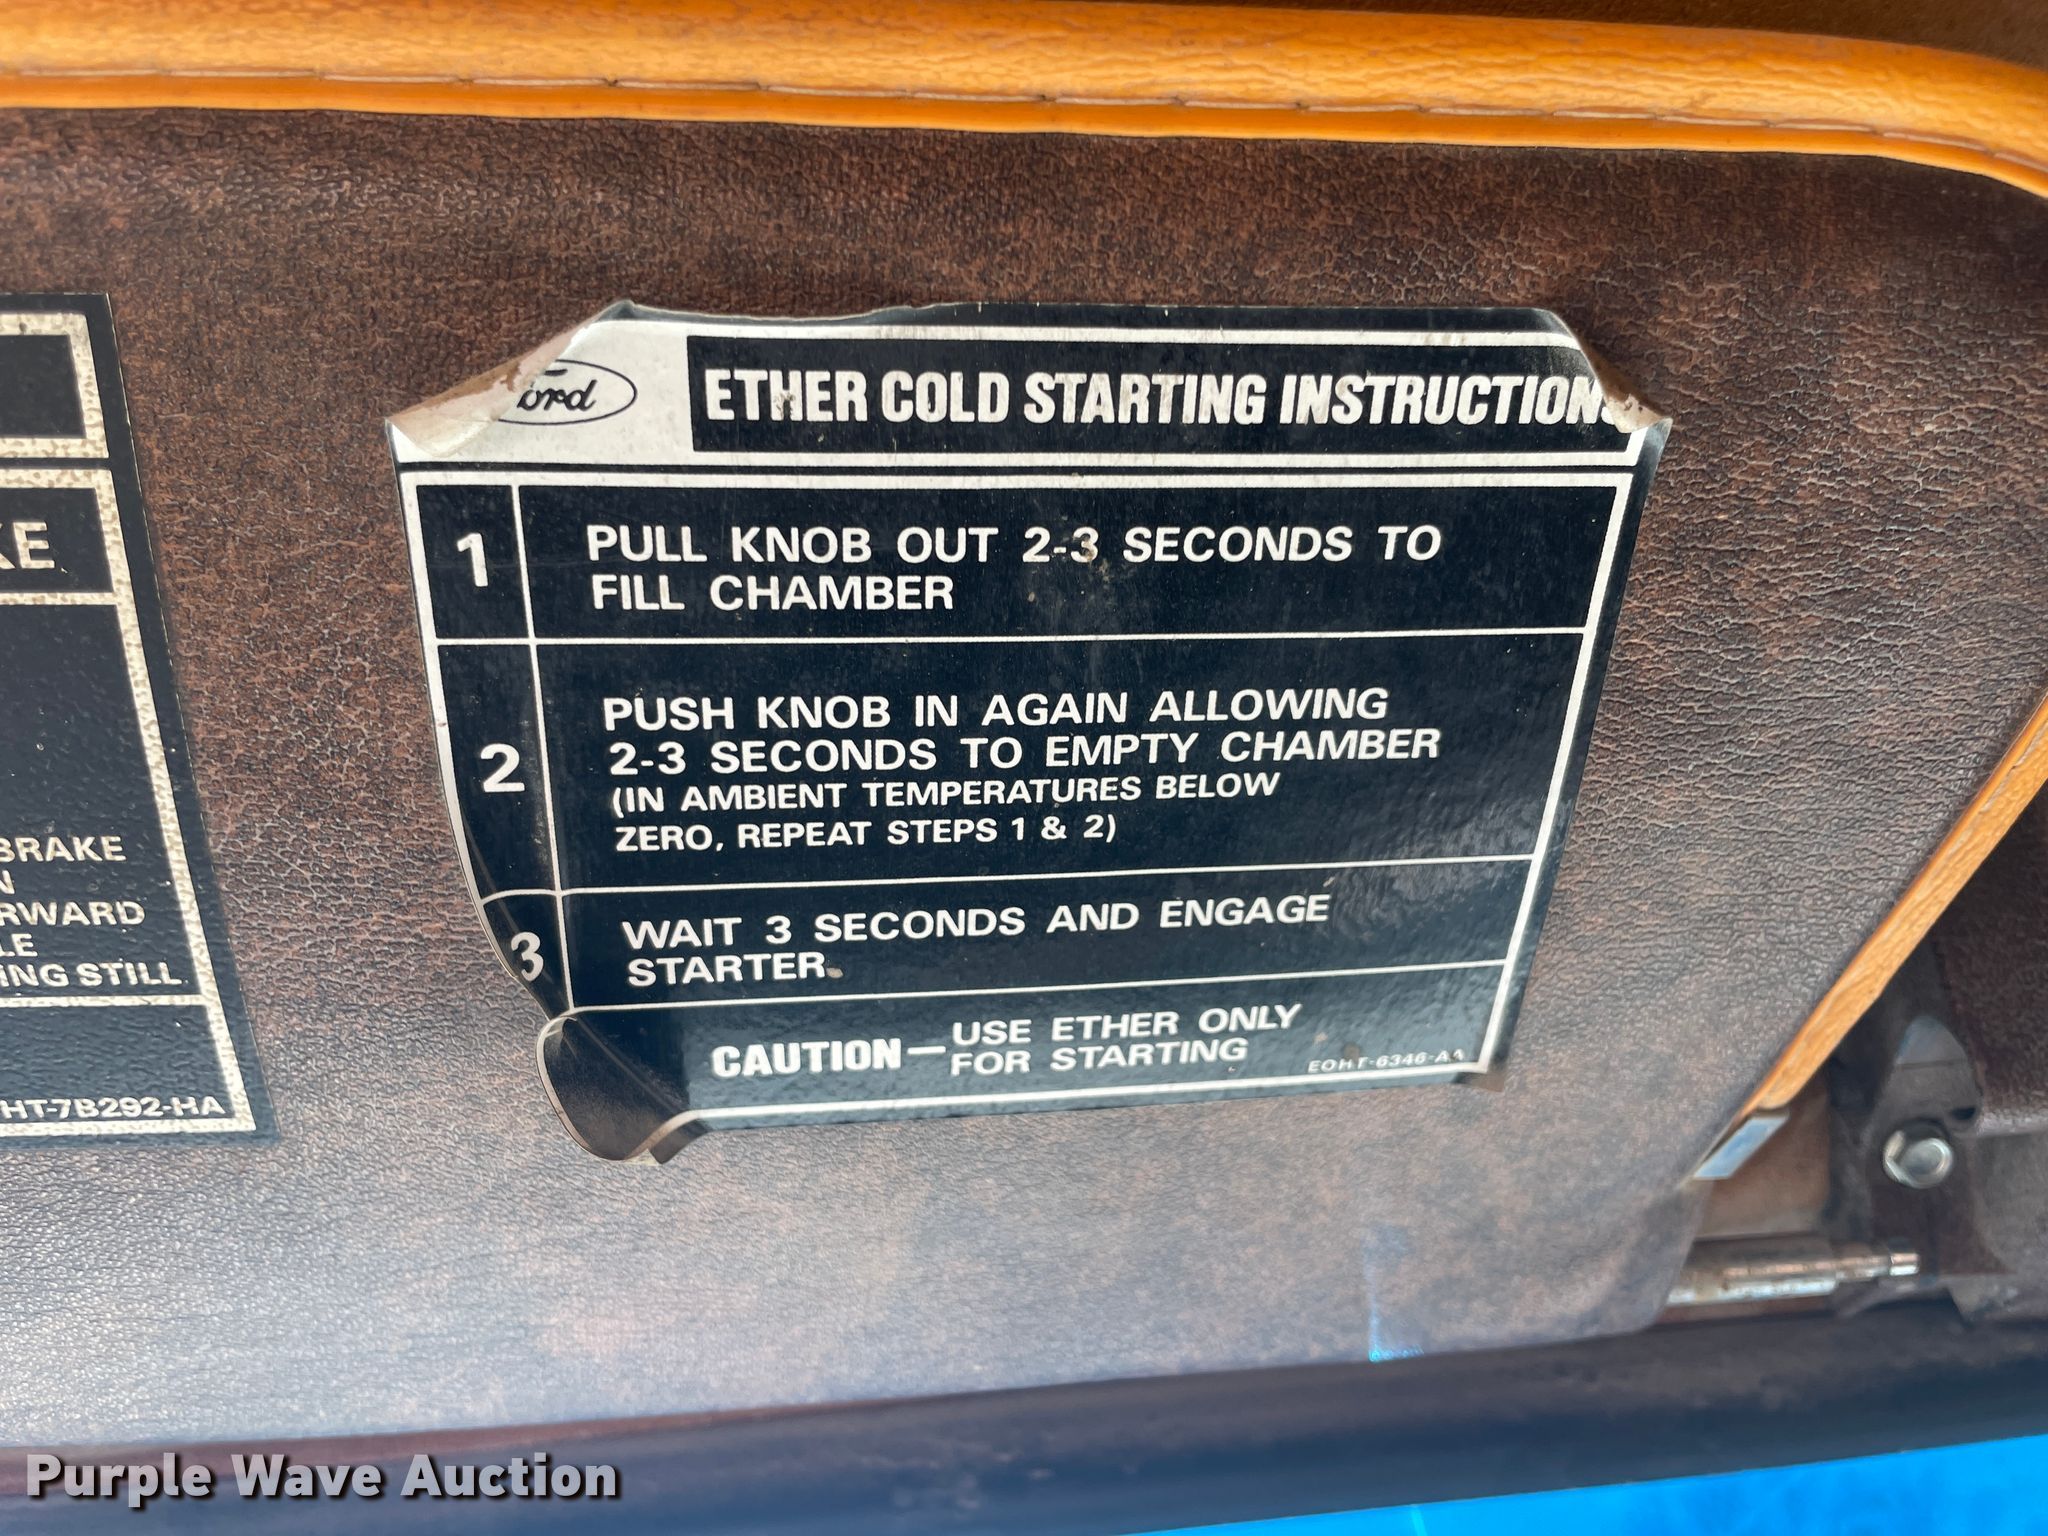 KE
BRAKE
N
RWARD
LE
ING STILL
HT-7B292-HA
Ford
ETHER COLD STARTING INSTRUCTIONS
1
PULL KNOB OUT 2-3 SECONDS TO
FILL CHAMBER
2
PUSH KNOB IN AGAIN ALLOWING
2-3 SECONDS TO EMPTY CHAMBER
(IN AMBIENT TEMPERATURES BELOW
ZERO, REPEAT STEPS 1 & 2)
3
WAIT 3 SECONDS AND ENGAGE
STARTER.
CAUTION— USE ETHER ONLY
FOR STARTING
EOHT-6346-AA
Purple Wave Auction